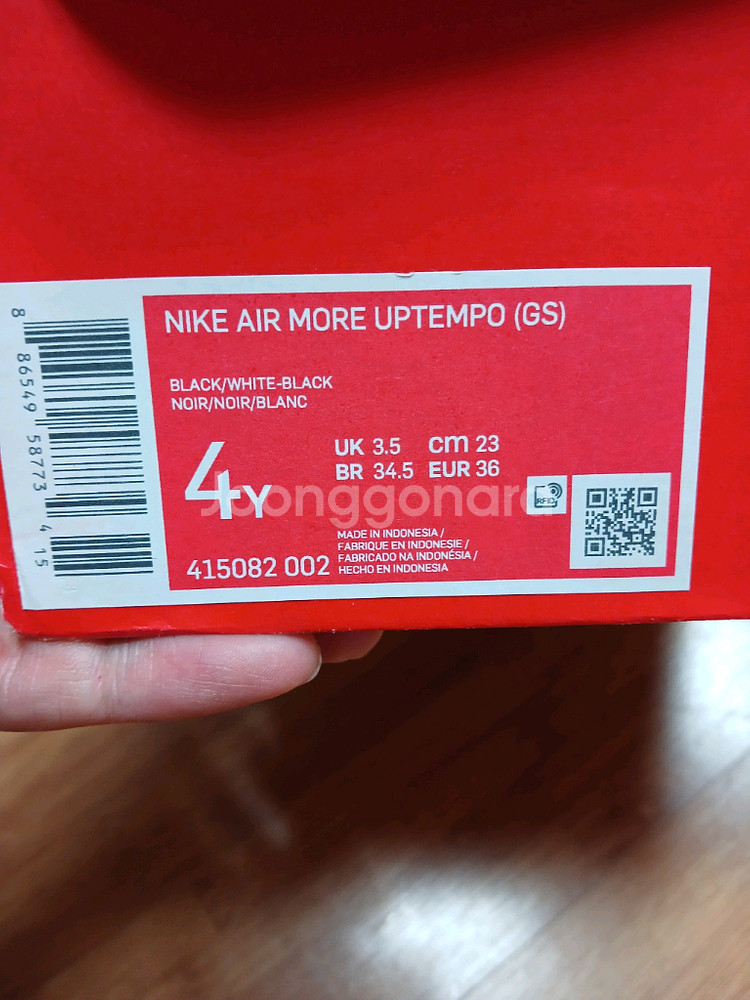 NIKE AIR MORE UPTEMPO (GS)
BLACK/WHITE-BLACK
NOIR/NOIR/BLANC
4Y
UK 3.5 cm 23
BR 34.5 EUR 36
RFID
Joonggonara
415082 002
MADE IN INDONESIA /
FABRIQUE EN INDONESIE /
FABRICADO NA INDONÉSIA /
HECHO EN INDONESIA
8 86549 58773 4 15